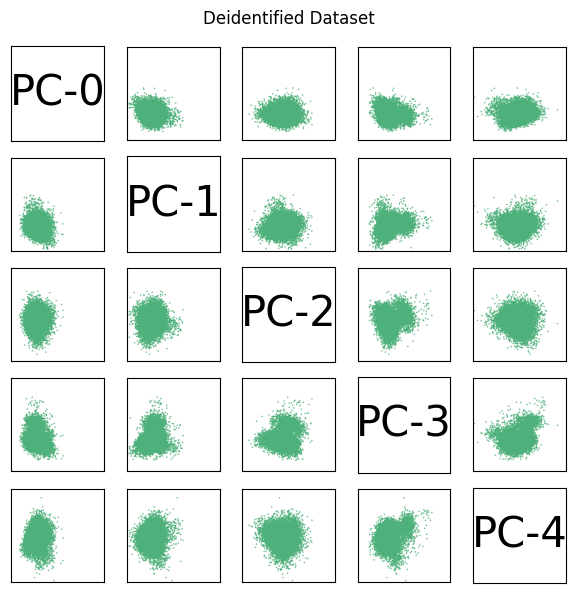 Deidentified Dataset
PC-0
PC-1
PC-2
PC-3
PC-4